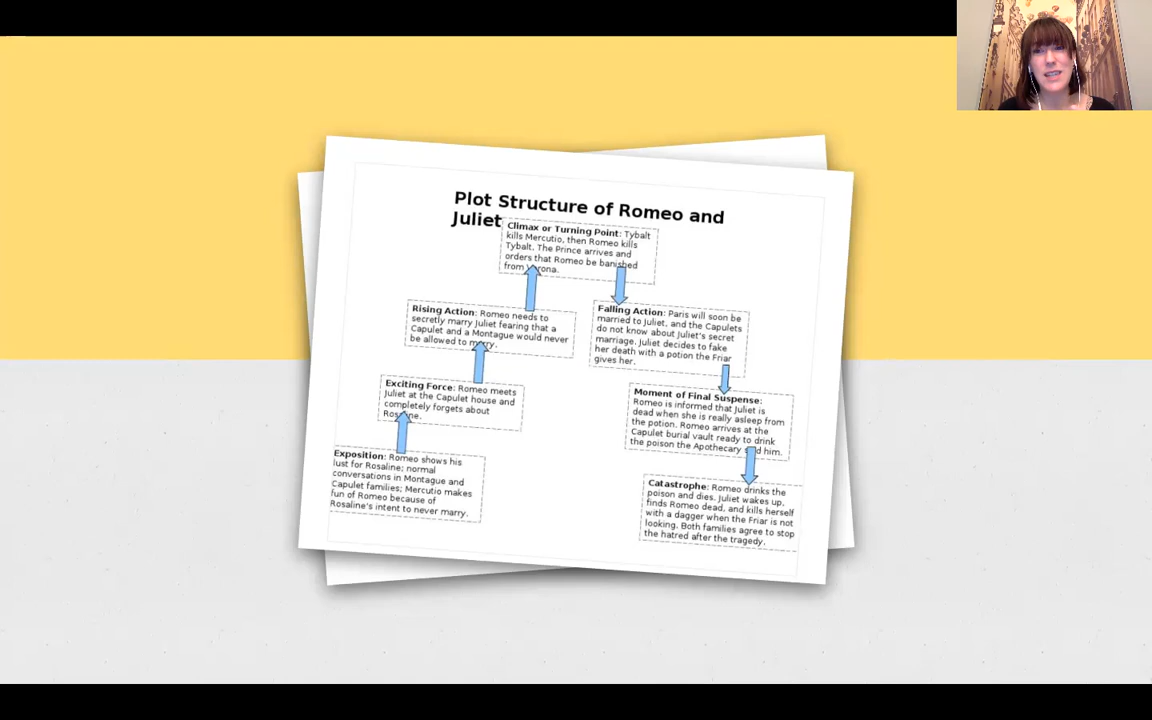 Plot Structure of Romeo and
Juliet
Climax or Turning Point: Tybalt
kills Mercutio, then Romeo kills
Tybalt. The Prince arrives and
orders that Romeo be banished
from Verona.
Rising Action: Romeo needs to
secretly marry Juliet fearing that a
Capulet and a Montague would never
be allowed to marry.
Exciting Force: Romeo meets
Juliet at the Capulet house and
completely forgets about
Rosaline.
Exposition: Romeo shows his
lust for Rosaline; normal
conversations in Montague and
Capulet families; Mercutio makes
fun of Romeo because of
Rosaline's intent to never marry.
Falling Action: Paris will soon be
married to Juliet, and the Capulets
do not know about Juliet's secret
marriage. Juliet decides to fake
her death with a potion the Friar
gives her.
Moment of Final Suspense:
Romeo is informed that Juliet is
dead when she is really asleep from
the potion. Romeo arrives at the
Capulet burial vault ready to drink
the poison the Apothecary sold him.
Catastrophe: Romeo drinks the
poison and dies. Juliet wakes up,
finds Romeo dead, and kills herself
with a dagger when the Friar is not
looking. Both families agree to stop
the hatred after the tragedy.